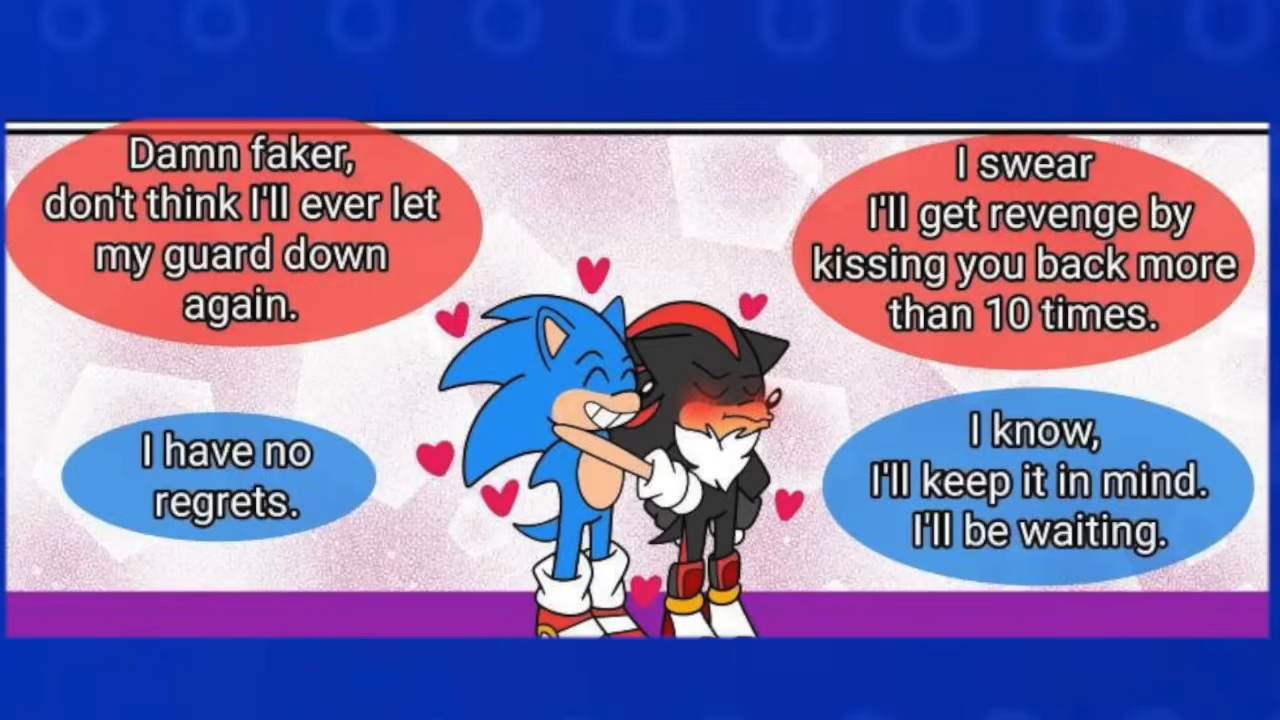 Damn faker,
don't think I'll ever let
my guard down
again.
I have no
regrets.
I swear
I'll get revenge by
kissing you back more
than 10 times.
I know,
I'll keep it in mind.
I'll be waiting.